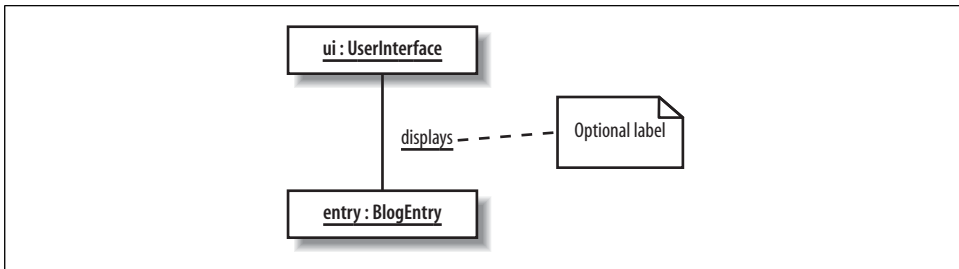 ui : UserInterface
displays
Optional label
entry : BlogEntry